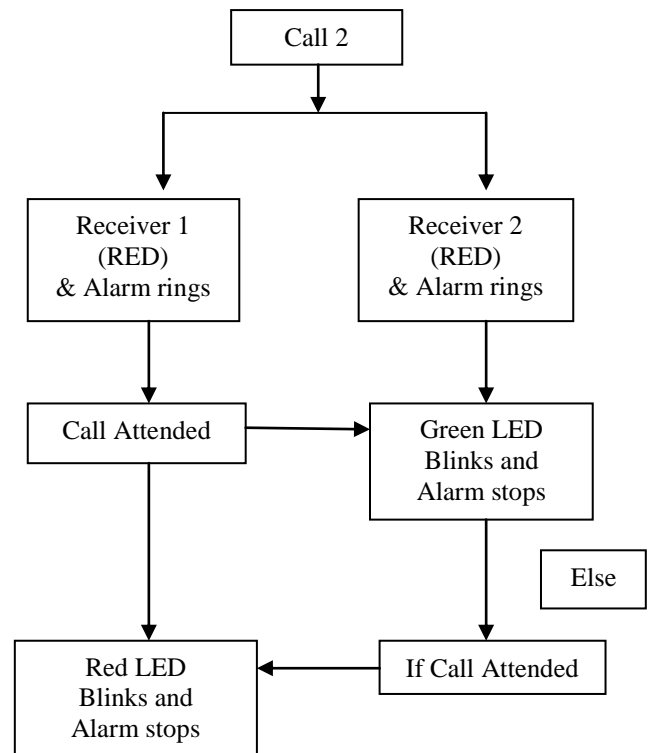 Call 2
Receiver 1
(RED)
& Alarm rings
Receiver 2
(RED)
& Alarm rings
Call Attended
Green LED
Blinks and
Alarm stops
Else
Red LED
Blinks and
Alarm stops
If Call Attended